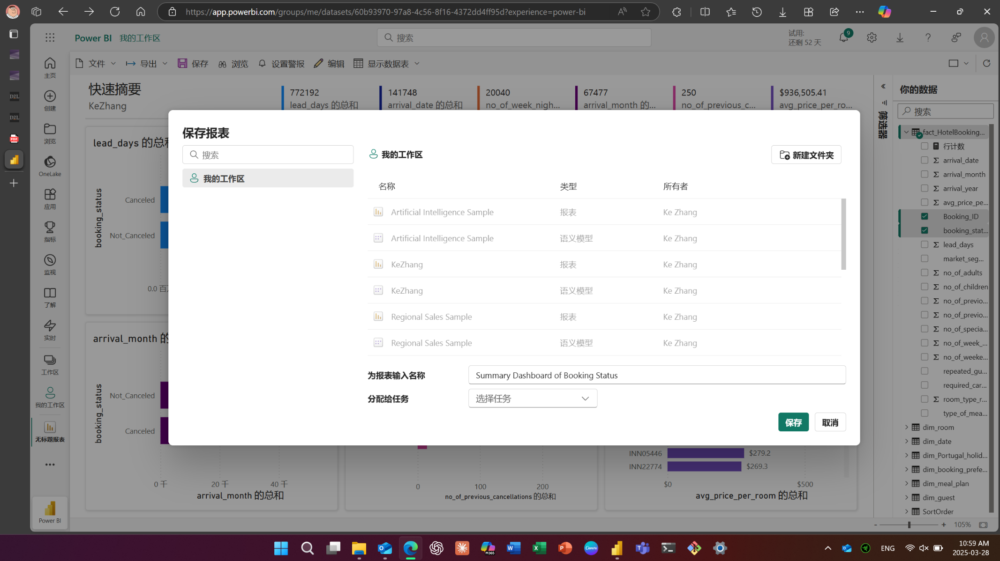 https://app.powerbi.com/groups/me/datasets/60b93970-97a8-4c56-8f16-4372dd4ff95d?experience=power-bi
Power BI 我的工作区
搜索
试用:
还剩 52 天
9
文件
导出
保存
浏览
设置警报
编辑
显示数据表
主页
创建
浏览
OneLake
应用
指标
监视
了解
实时
工作区
我的工作区
无标题报表
Power BI
D2L
D2L
PDF
快速摘要
KeZhang
772192
lead_days 的总和
141748
arrival_date 的总和
20040
no_of_week_nigh...
67477
arrival_month 的...
250
no_of_previous_c...
$936,505.41
avg_price_per_ro...
lead_days 的总和
booking_status
Canceled
Not_Canceled
0.0 百
arrival_month 的
booking_status
Not_Canceled
Canceled
0 千
20 千
40 千
arrival_month 的总和
0
100
200
no_of_previous_cancellations 的总和
INN05446
$279.2
INN22774
$269.3
$0
$500
avg_price_per_room 的总和
保存报表
搜索
我的工作区
我的工作区
新建文件夹
名称 类型 所有者
Artificial Intelligence Sample 报表 Ke Zhang
Artificial Intelligence Sample 语义模型 Ke Zhang
KeZhang 报表 Ke Zhang
KeZhang 语义模型 Ke Zhang
Regional Sales Sample 报表 Ke Zhang
Regional Sales Sample 语义模型 Ke Zhang
为报表输入名称 Summary Dashboard of Booking Status
分配给任务 选择任务
保存 取消
筛选器
你的数据
搜索
fact_HotelBooking...
行计数
arrival_date
arrival_month
arrival_year
avg_price_pe...
Booking_ID
booking_stat...
lead_days
market_seg...
no_of_adults
no_of_children
no_of_previo...
no_of_previo...
no_of_specia...
no_of_week_...
no_of_weeke...
repeated_gu...
required_car...
room_type_r...
type_of_mea...
dim_room
dim_date
dim_Portugal_holid...
dim_booking_prefe...
dim_meal_plan
dim_guest
SortOrder
- + 105%
M365
Canva
ENG
10:59 AM
2025-03-28